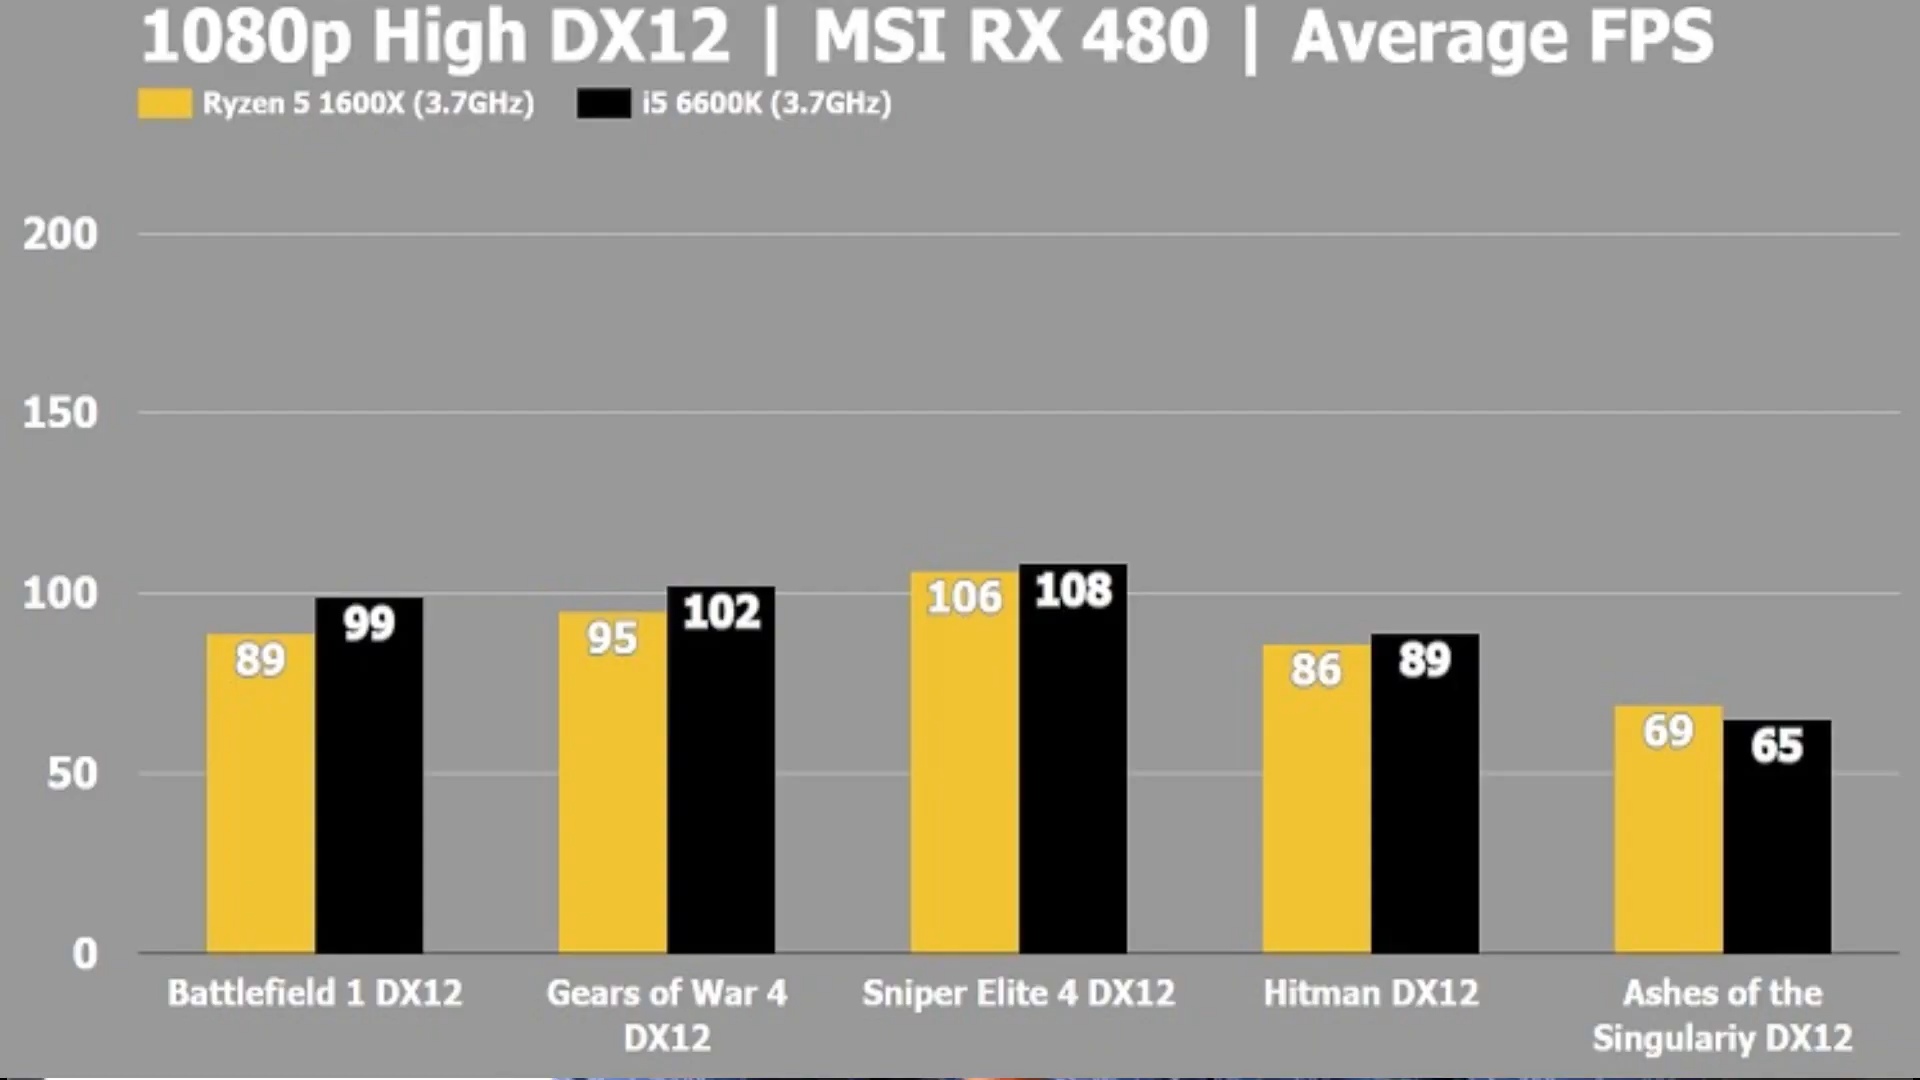 1080p High DX12 | MSI RX 480 | Average FPS
Ryzen 5 1600X (3.7GHz) i5 6600K (3.7GHz)
200
150
100
50
0
89 99 95 102 106 108 86 89 69 65
Battlefield 1 DX12
Gears of War 4
DX12
Sniper Elite 4 DX12
Hitman DX12
Ashes of the
Singulariy DX12